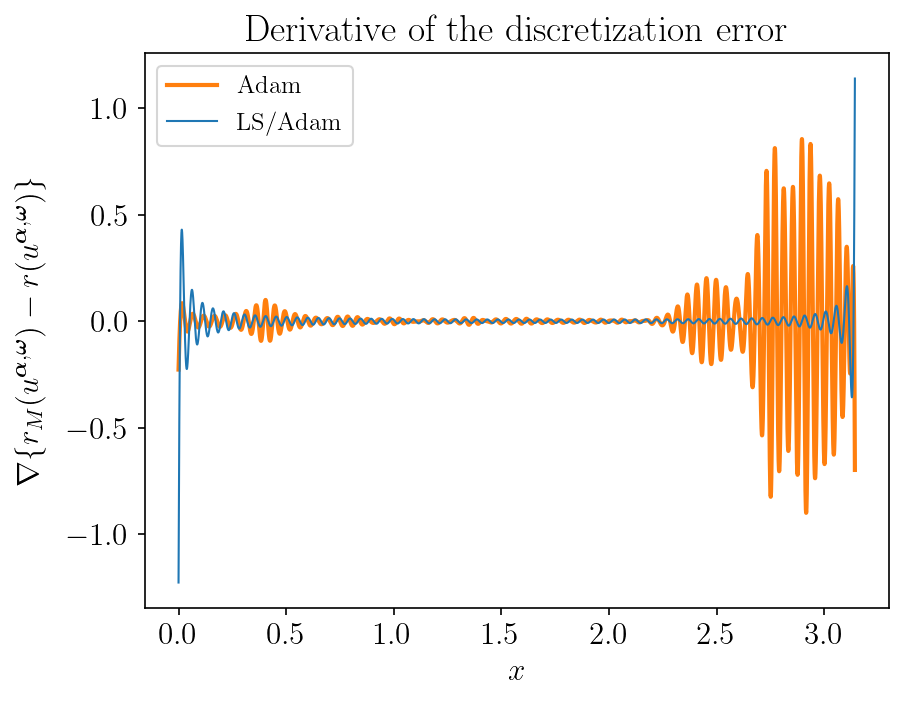 Derivative of the discretization error
Adam
LS/Adam
1.0
0.5
0.0
−0.5
−1.0
∇{r_M(u^{α,ω}) − r(u^{α,ω})}
0.0 0.5 1.0 1.5 2.0 2.5 3.0
x